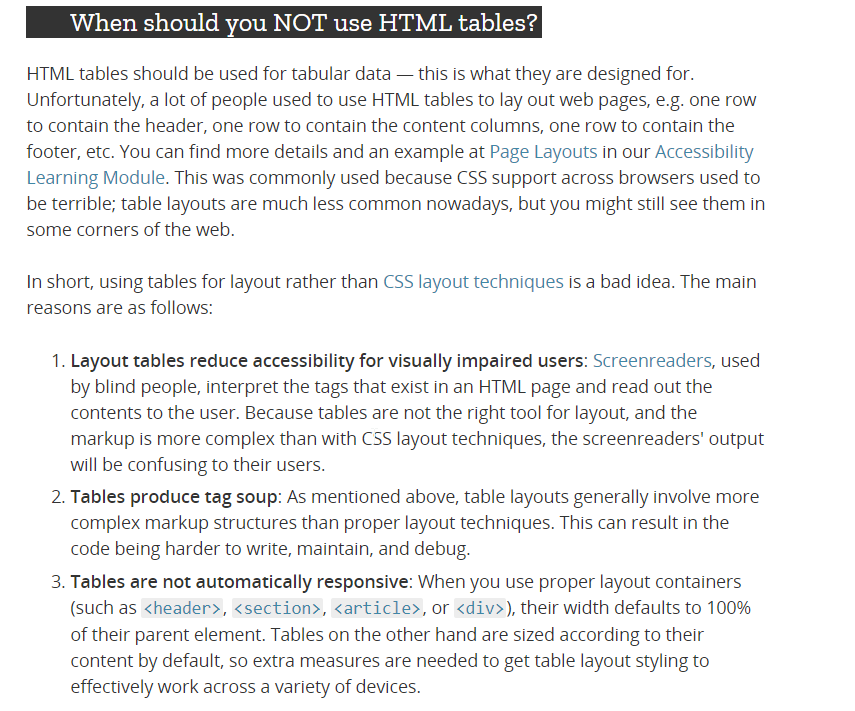 When should you NOT use HTML tables?
HTML tables should be used for tabular data — this is what they are designed for.
Unfortunately, a lot of people used to use HTML tables to lay out web pages, e.g. one row
to contain the header, one row to contain the content columns, one row to contain the
footer, etc. You can find more details and an example at Page Layouts in our Accessibility
Learning Module. This was commonly used because CSS support across browsers used to
be terrible; table layouts are much less common nowadays, but you might still see them in
some corners of the web.
In short, using tables for layout rather than CSS layout techniques is a bad idea. The main
reasons are as follows:
1. Layout tables reduce accessibility for visually impaired users: Screenreaders, used
by blind people, interpret the tags that exist in an HTML page and read out the
contents to the user. Because tables are not the right tool for layout, and the
markup is more complex than with CSS layout techniques, the screenreaders' output
will be confusing to their users.
2. Tables produce tag soup: As mentioned above, table layouts generally involve more
complex markup structures than proper layout techniques. This can result in the
code being harder to write, maintain, and debug.
3. Tables are not automatically responsive: When you use proper layout containers
(such as <header>, <section>, <article>, or <div>), their width defaults to 100%
of their parent element. Tables on the other hand are sized according to their
content by default, so extra measures are needed to get table layout styling to
effectively work across a variety of devices.